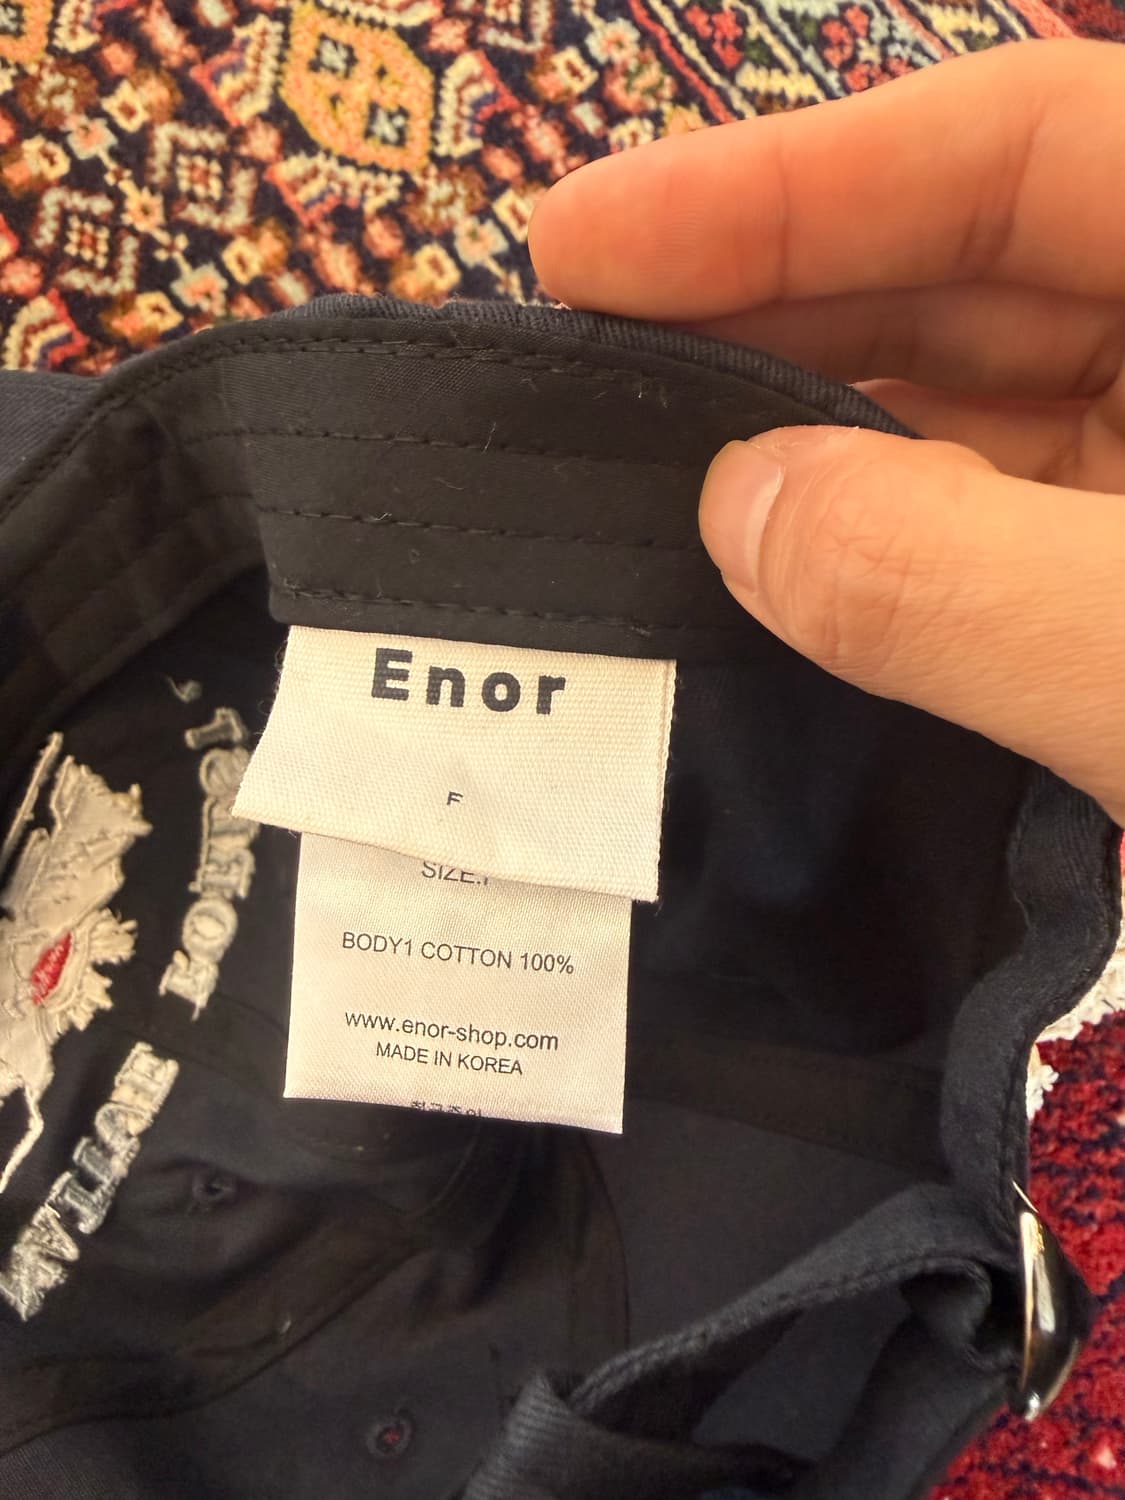 Enor
F
SIZE:F
BODY1 COTTON 100%
www.enor-shop.com
MADE IN KOREA